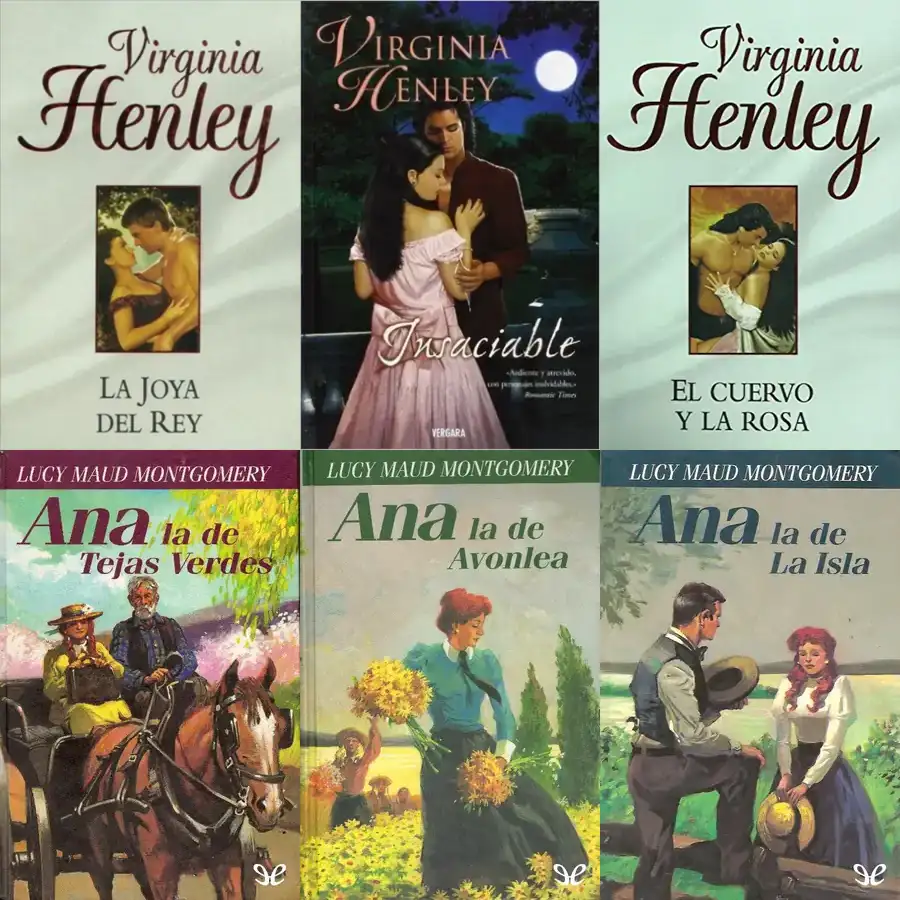 Virginia
Henley
LA JOYA
DEL REY
VIRGINIA
HENLEY
Insaciable
«Ardiente y atrevido,
con personajes inolvidables.»
Romantic Times
VERGARA
Virginia
Henley
EL CUERVO
Y LA ROSA
LUCY MAUD MONTGOMERY
Ana la de
Tejas Verdes
LUCY MAUD MONTGOMERY
Ana la de
Avonlea
LUCY MAUD MONTGOMERY
Ana la de
La Isla